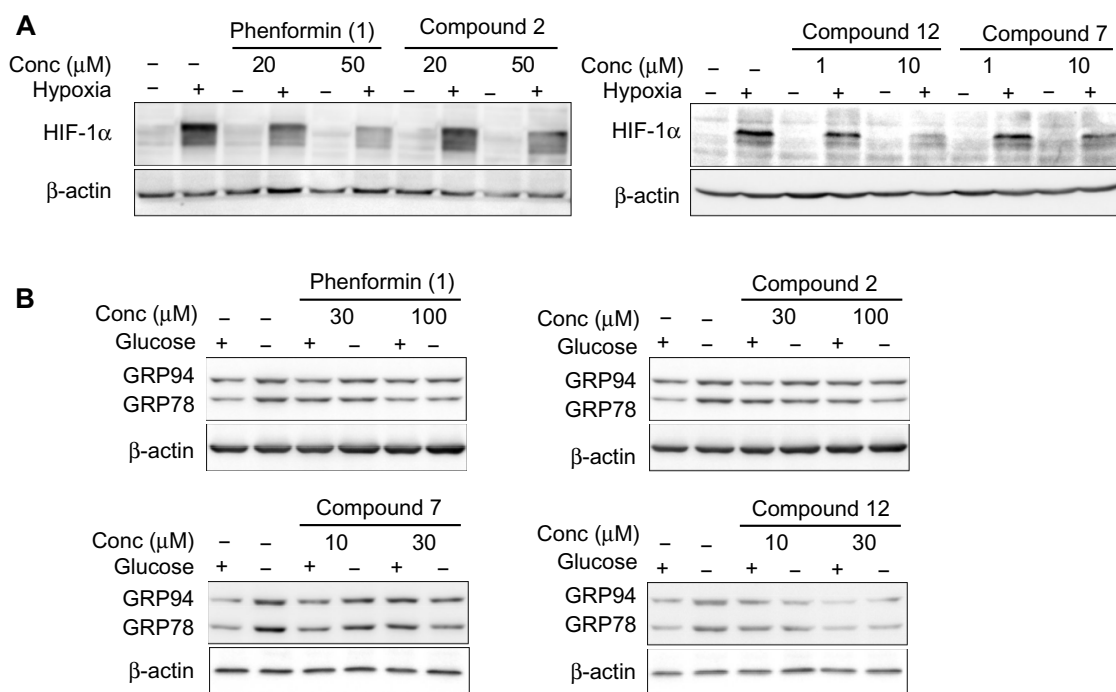 A
Phenformin (1) Compound 2
Conc (μM) – – 20 50 20 50
Hypoxia – + – + – + – + – +
HIF-1α
β-actin
Compound 12 Compound 7
Conc (μM) – – 1 10 1 10
Hypoxia – + – + – + – + – +
HIF-1α
β-actin
B
Phenformin (1)
Conc (μM) – – 30 100
Glucose + – + – + –
GRP94
GRP78
β-actin
Compound 2
Conc (μM) – – 30 100
Glucose + – + – + –
GRP94
GRP78
β-actin
Compound 7
Conc (μM) – – 10 30
Glucose + – + – + –
GRP94
GRP78
β-actin
Compound 12
Conc (μM) – – 10 30
Glucose + – + – + –
GRP94
GRP78
β-actin